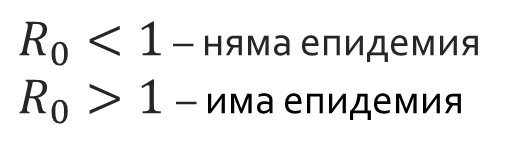 R₀ < 1 – няма епидемия
R₀ > 1 – има епидемия